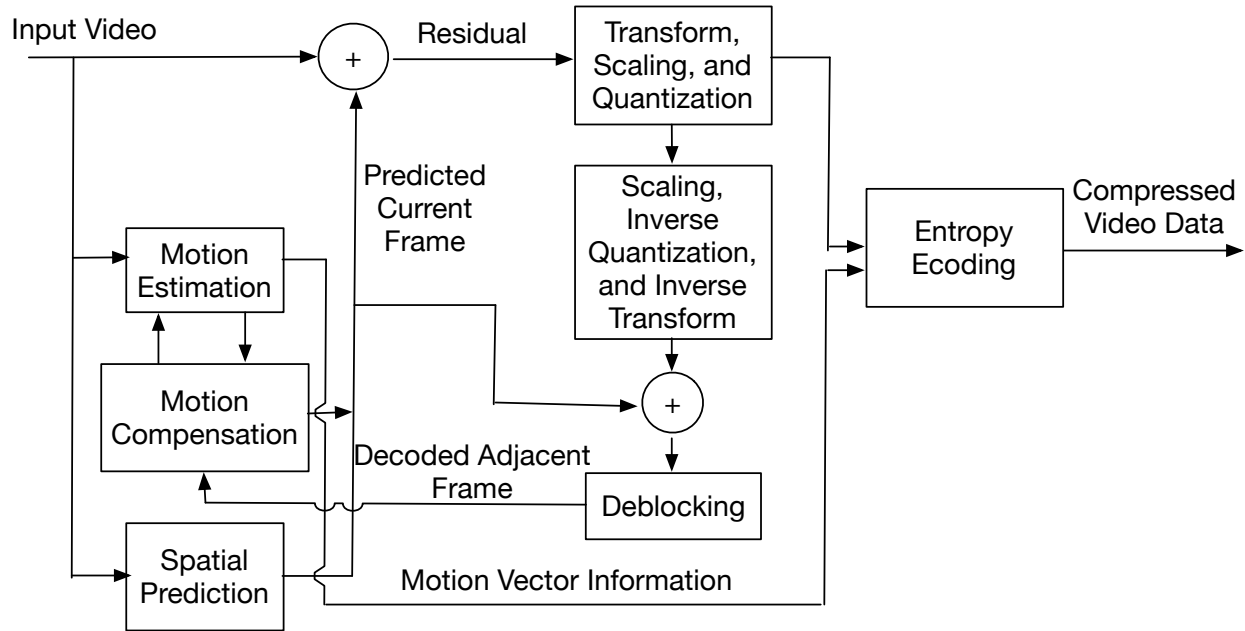 Input Video
+
Residual
Transform,
Scaling, and
Quantization
Predicted
Current
Frame
Scaling,
Inverse
Quantization,
and Inverse
Transform
Entropy
Ecoding
Compressed
Video Data
Motion
Estimation
Motion
Compensation
+
Decoded Adjacent
Frame
Deblocking
Spatial
Prediction
Motion Vector Information